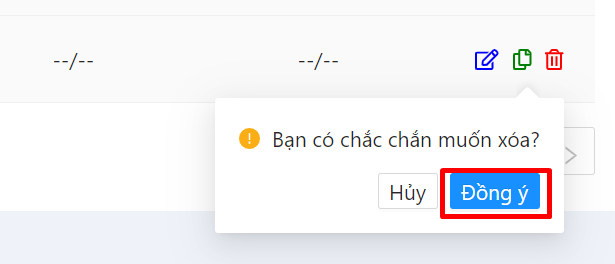 --/-- --/--
Bạn có chắc chắn muốn xóa?
Hủy Đồng ý